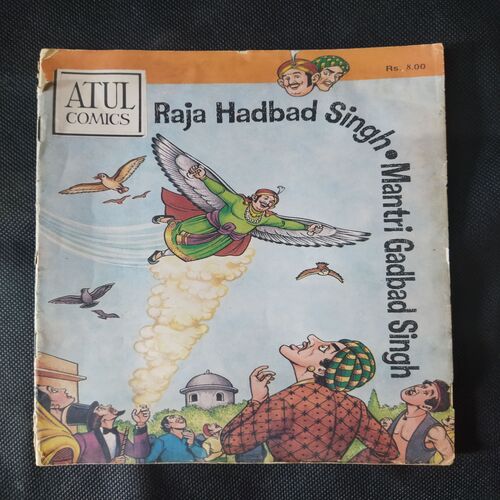 Rs. 8.00
ATUL
COMICS
Raja Hadbad Singh • Mantri Gadbad Singh